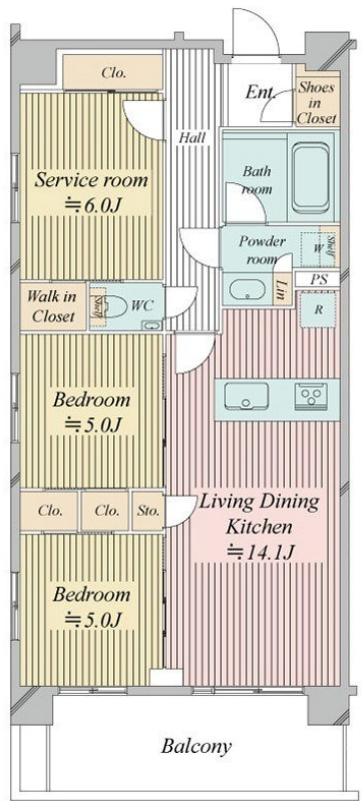 Clo.
Ent.
Shoes
in
Closet
Hall
Service room
≒6.0J
Bath
room
Powder
room
W
Shelf
Lin
PS
R
Walk in
Closet
Shelf
WC
Bedroom
≒5.0J
Living Dining
Kitchen
≒14.1J
Clo.
Clo.
Sto.
Bedroom
≒5.0J
Balcony